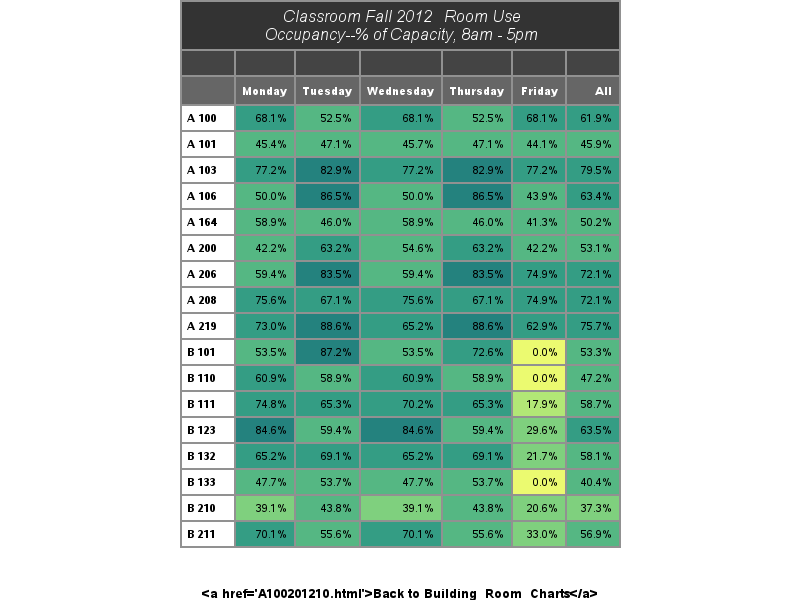 Classroom Fall 2012  Room Use
Occupancy--% of Capacity, 8am - 5pm
Monday Tuesday Wednesday Thursday Friday All
A 100 68.1% 52.5% 68.1% 52.5% 68.1% 61.9%
A 101 45.4% 47.1% 45.7% 47.1% 44.1% 45.9%
A 103 77.2% 82.9% 77.2% 82.9% 77.2% 79.5%
A 106 50.0% 86.5% 50.0% 86.5% 43.9% 63.4%
A 164 58.9% 46.0% 58.9% 46.0% 41.3% 50.2%
A 200 42.2% 63.2% 54.6% 63.2% 42.2% 53.1%
A 206 59.4% 83.5% 59.4% 83.5% 74.9% 72.1%
A 208 75.6% 67.1% 75.6% 67.1% 74.9% 72.1%
A 219 73.0% 88.6% 65.2% 88.6% 62.9% 75.7%
B 101 53.5% 87.2% 53.5% 72.6% 0.0% 53.3%
B 110 60.9% 58.9% 60.9% 58.9% 0.0% 47.2%
B 111 74.8% 65.3% 70.2% 65.3% 17.9% 58.7%
B 123 84.6% 59.4% 84.6% 59.4% 29.6% 63.5%
B 132 65.2% 69.1% 65.2% 69.1% 21.7% 58.1%
B 133 47.7% 53.7% 47.7% 53.7% 0.0% 40.4%
B 210 39.1% 43.8% 39.1% 43.8% 20.6% 37.3%
B 211 70.1% 55.6% 70.1% 55.6% 33.0% 56.9%
<a href='A100201210.html'>Back to Building  Room  Charts</a>